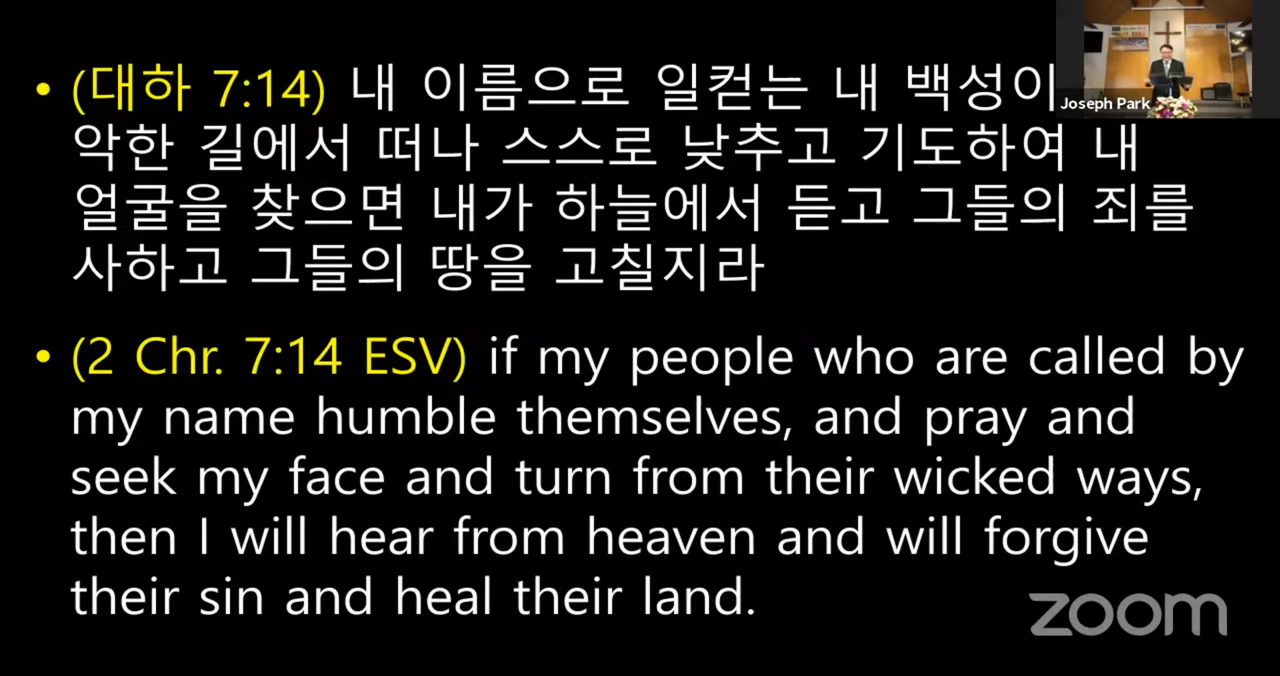 • (대하 7:14) 내 이름으로 일컫는 내 백성이
악한 길에서 떠나 스스로 낮추고 기도하여 내
얼굴을 찾으면 내가 하늘에서 듣고 그들의 죄를
사하고 그들의 땅을 고칠지라
• (2 Chr. 7:14 ESV) if my people who are called by
my name humble themselves, and pray and
seek my face and turn from their wicked ways,
then I will hear from heaven and will forgive
their sin and heal their land.
Joseph Park
zoom